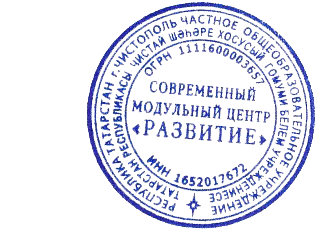 РЕСПУБЛИКА ТАТАРСТАН г. ЧИСТОПОЛЬ ЧАСТНОЕ ОБЩЕОБРАЗОВАТЕЛЬНОЕ УЧРЕЖДЕНИЕ
ТАТАРСТАН РЕСПУБЛИКАСЫ ЧИСТАЙ ШӘҺӘРЕ ХОСУСЫЙ ГОМУМИ БЕЛЕМ УЧРЕЖДЕНИЕСЕ
ОГРН 1111600003657
СОВРЕМЕННЫЙ
МОДУЛЬНЫЙ ЦЕНТР
«РАЗВИТИЕ»
ИНН 1652017672